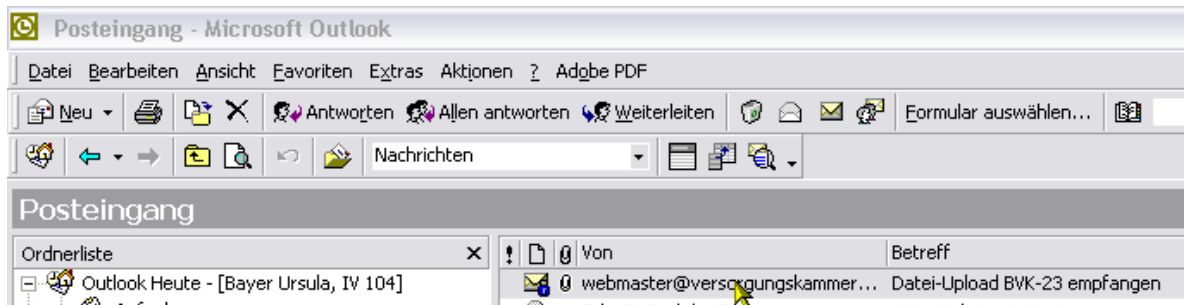 Posteingang - Microsoft Outlook
Datei Bearbeiten Ansicht Favoriten Extras Aktionen ? Adobe PDF
Neu Antworten Allen antworten Weiterleiten Formular auswählen...
Nachrichten
Posteingang
Ordnerliste x ! Von Betreff
Outlook Heute - [Bayer Ursula, IV 104] webmaster@versorgungskammer... Datei-Upload BVK-23 empfangen